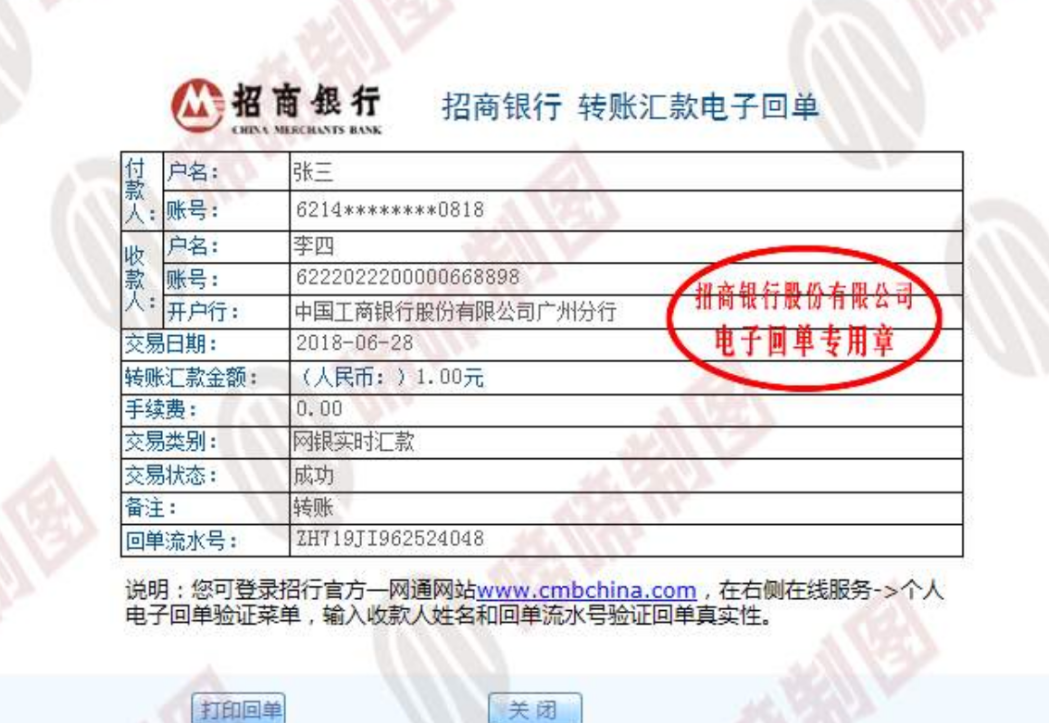 招商银行
CHINA MERCHANTS BANK
招商银行 转账汇款电子回单
付款人：
户名： 张三
账号： 6214********0818
收款人：
户名： 李四
账号： 6222022200000668898
开户行： 中国工商银行股份有限公司广州分行
招商银行股份有限公司
电子回单专用章
交易日期： 2018-06-28
转账汇款金额： （人民币：）1.00元
手续费： 0.00
交易类别： 网银实时汇款
交易状态： 成功
备注： 转账
回单流水号： ZH719JI962524048
说明：您可登录招行官方一网通网站www.cmbchina.com，在右侧在线服务->个人
电子回单验证菜单，输入收款人姓名和回单流水号验证回单真实性。
打印回单 关闭